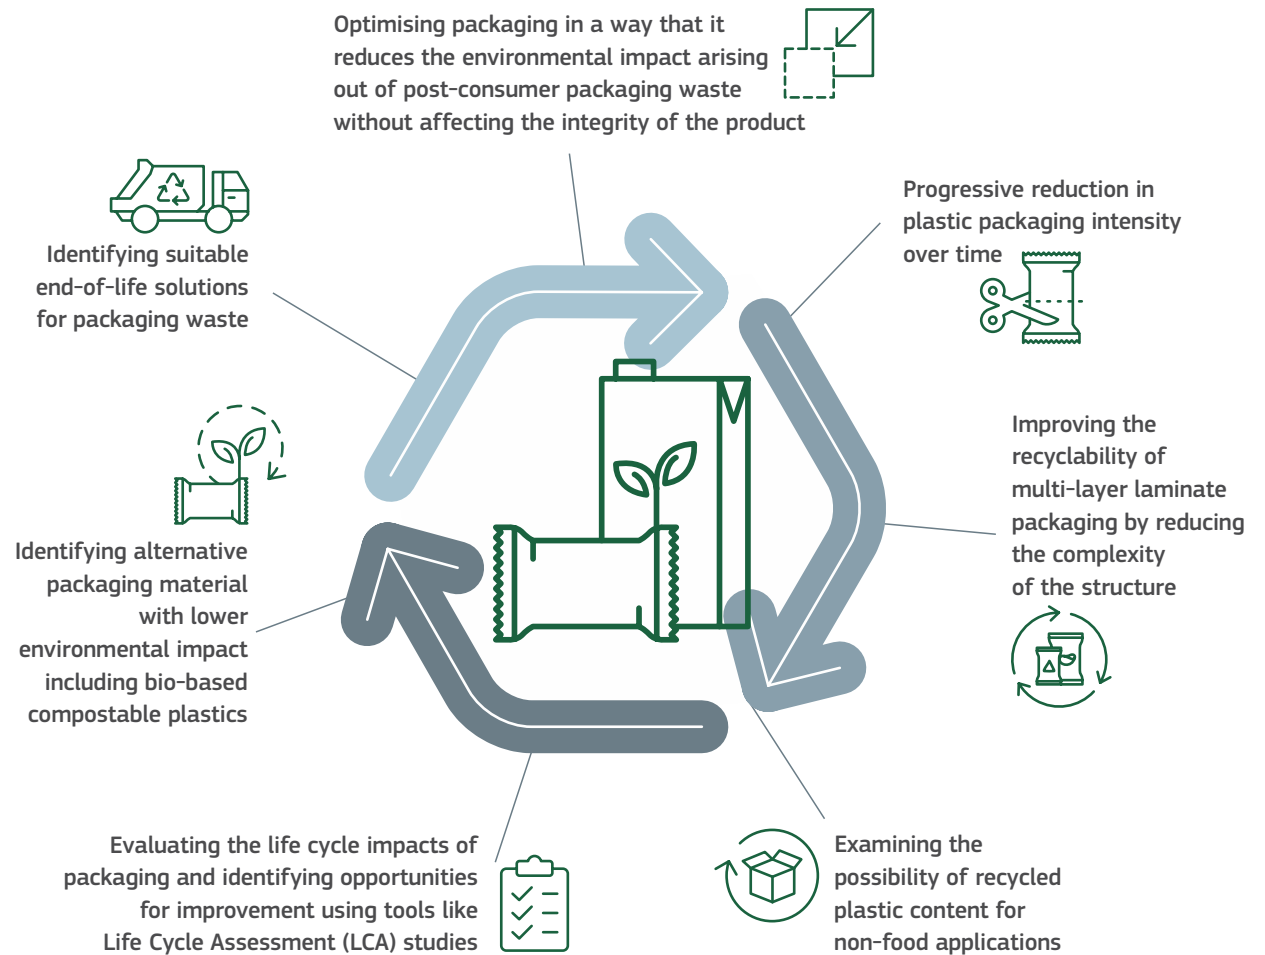 Optimising packaging in a way that it
reduces the environmental impact arising
out of post-consumer packaging waste
without affecting the integrity of the product
Progressive reduction in
plastic packaging intensity
over time
Improving the
recyclability of
multi-layer laminate
packaging by reducing
the complexity
of the structure
Examining the
possibility of recycled
plastic content for
non-food applications
Evaluating the life cycle impacts of
packaging and identifying opportunities
for improvement using tools like
Life Cycle Assessment (LCA) studies
Identifying alternative
packaging material
with lower
environmental impact
including bio-based
compostable plastics
Identifying suitable
end-of-life solutions
for packaging waste